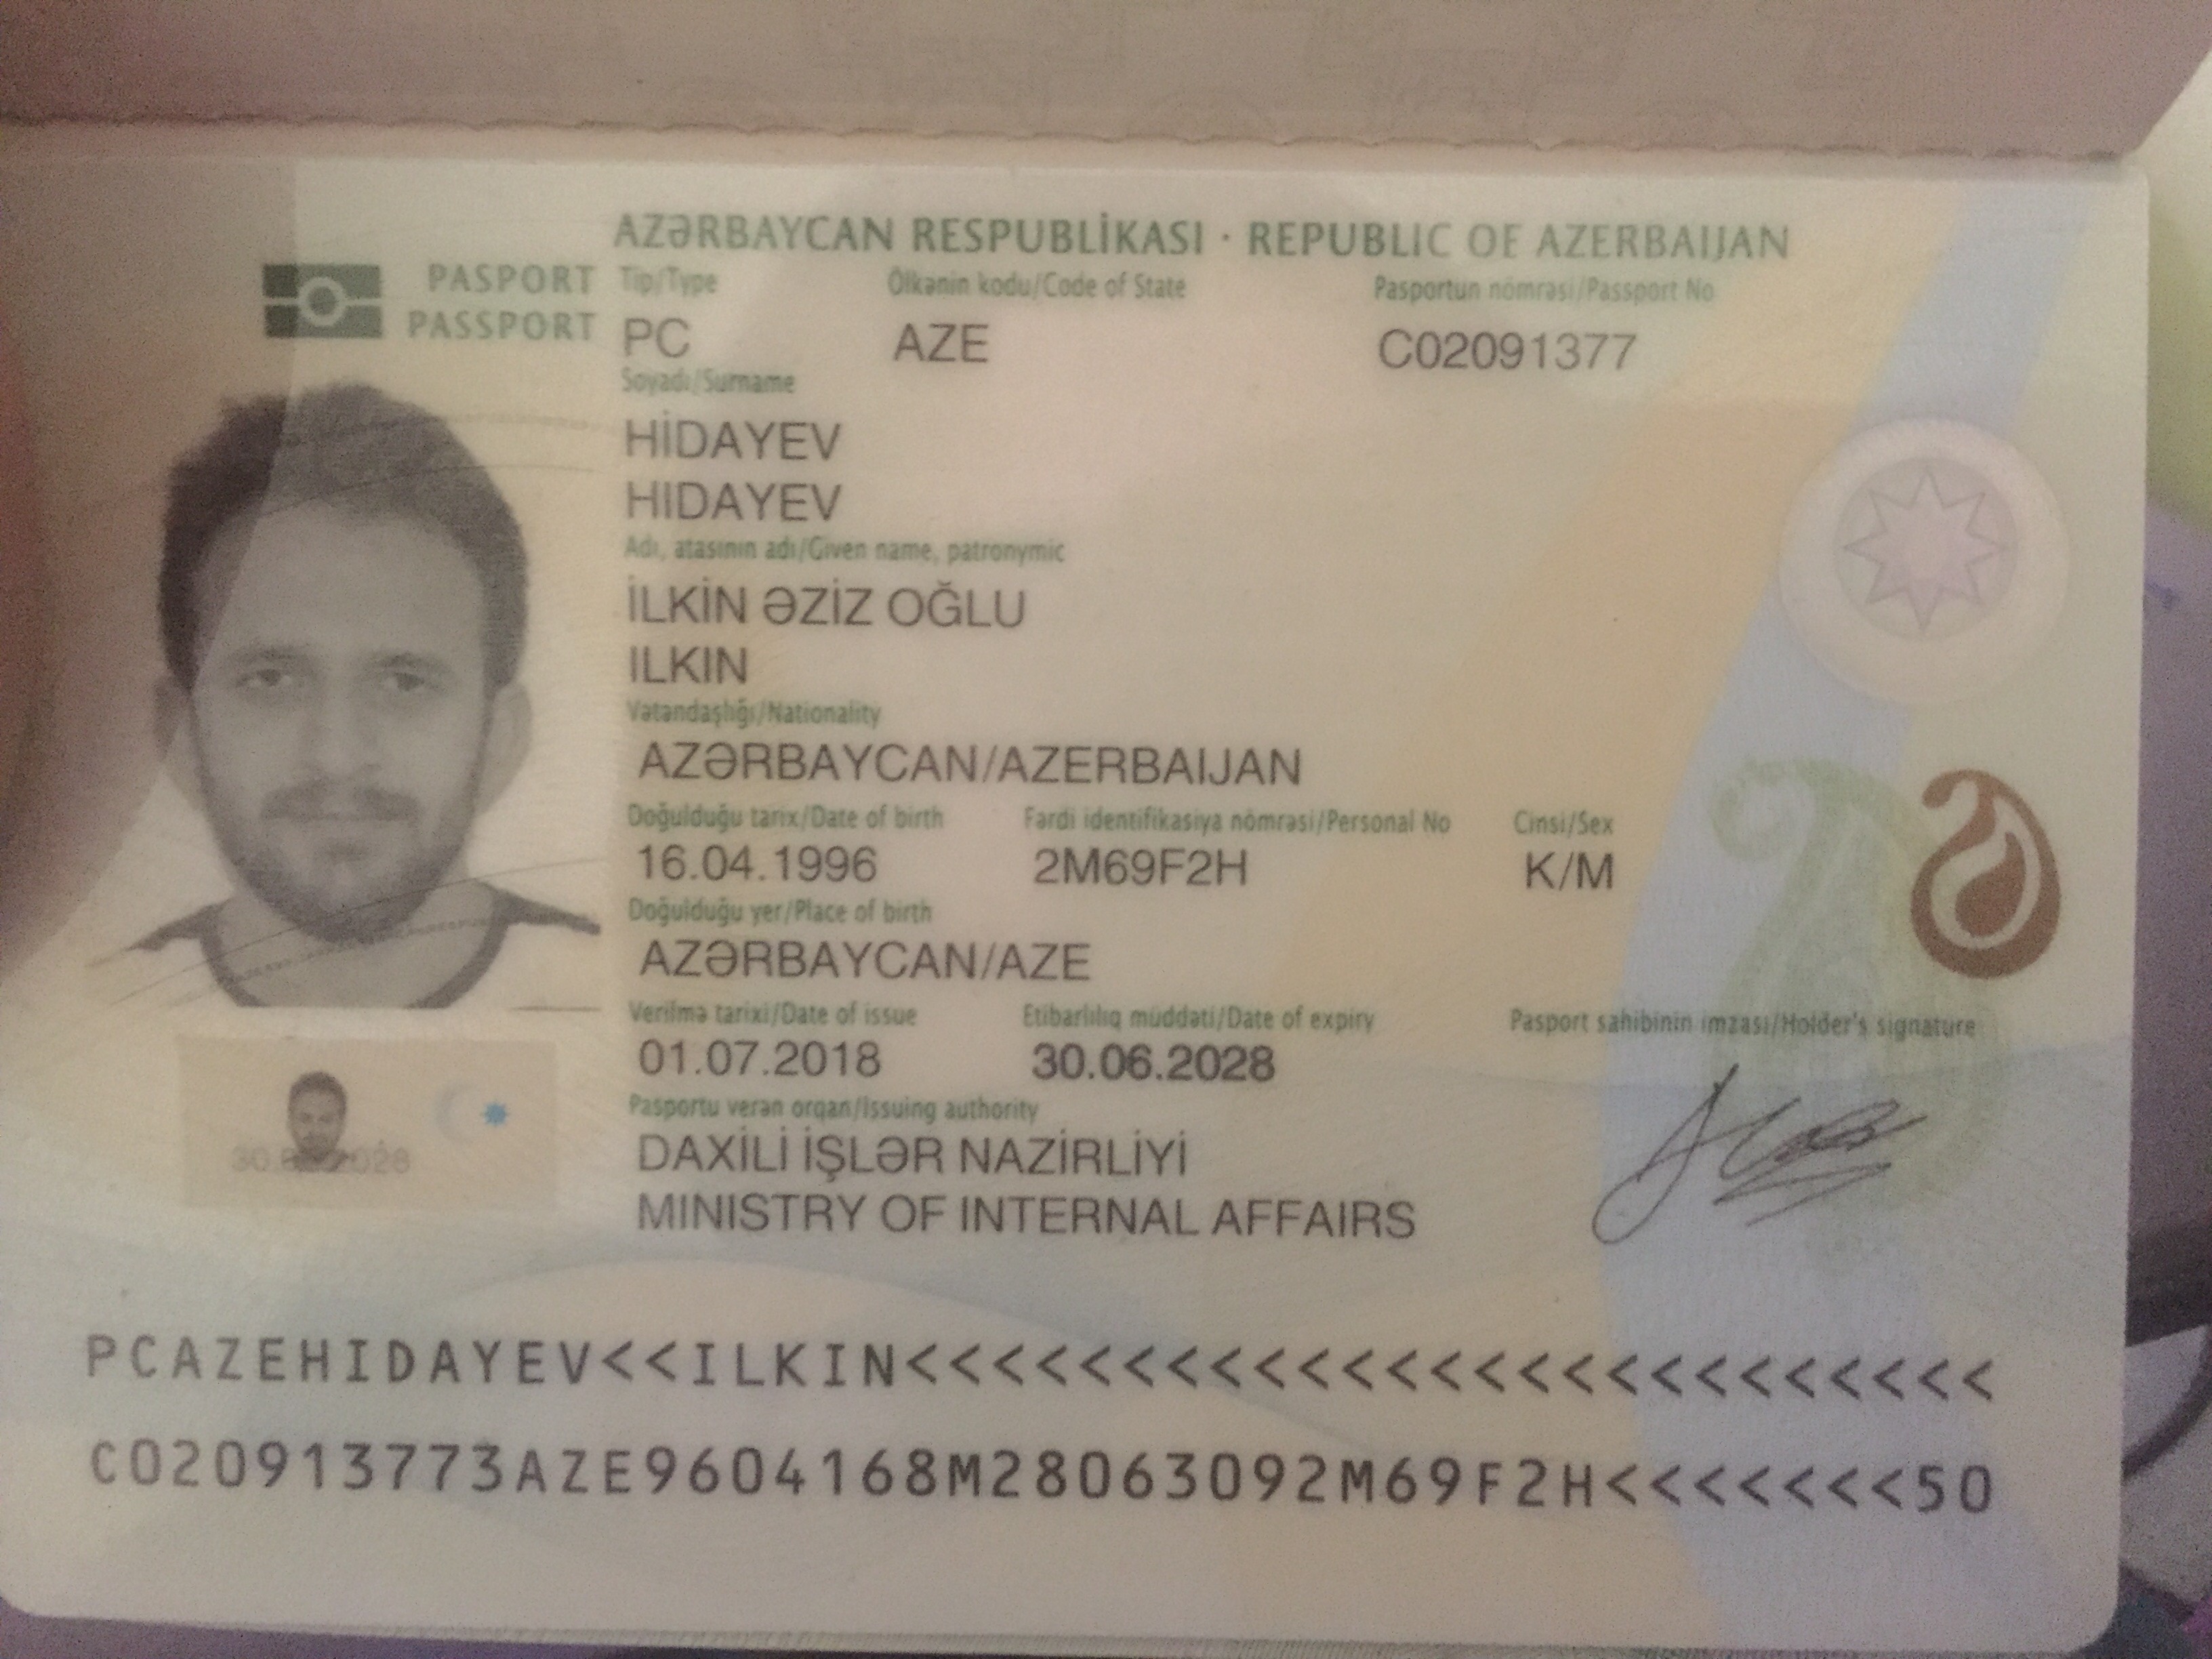 AZƏRBAYCAN RESPUBLİKASI · REPUBLIC OF AZERBAIJAN
PASPORT
PASSPORT
Tip/Type Ölkənin kodu/Code of State Pasportun nömrəsi/Passport No
PC AZE C02091377
Soyadı/Surname
HİDAYEV
HIDAYEV
Adı, atasının adı/Given name, patronymic
İLKİN ƏZİZ OĞLU
ILKIN
Vətəndaşlığı/Nationality
AZƏRBAYCAN/AZERBAIJAN
Doğulduğu tarix/Date of birth Fərdi identifikasiya nömrəsi/Personal No Cinsi/Sex
16.04.1996 2M69F2H K/M
Doğulduğu yer/Place of birth
AZƏRBAYCAN/AZE
Verilmə tarixi/Date of issue Etibarlılıq müddəti/Date of expiry Pasport sahibinin imzası/Holder's signature
01.07.2018 30.06.2028
Pasportu verən orqan/Issuing authority
DAXİLİ İŞLƏR NAZİRLİYİ
MINISTRY OF INTERNAL AFFAIRS
PCAZEHIDAYEV<<ILKIN<<<<<<<<<<<<<<<<<<<<<<<<<
C020913773AZE9604168M28063092M69F2H<<<<<<<50